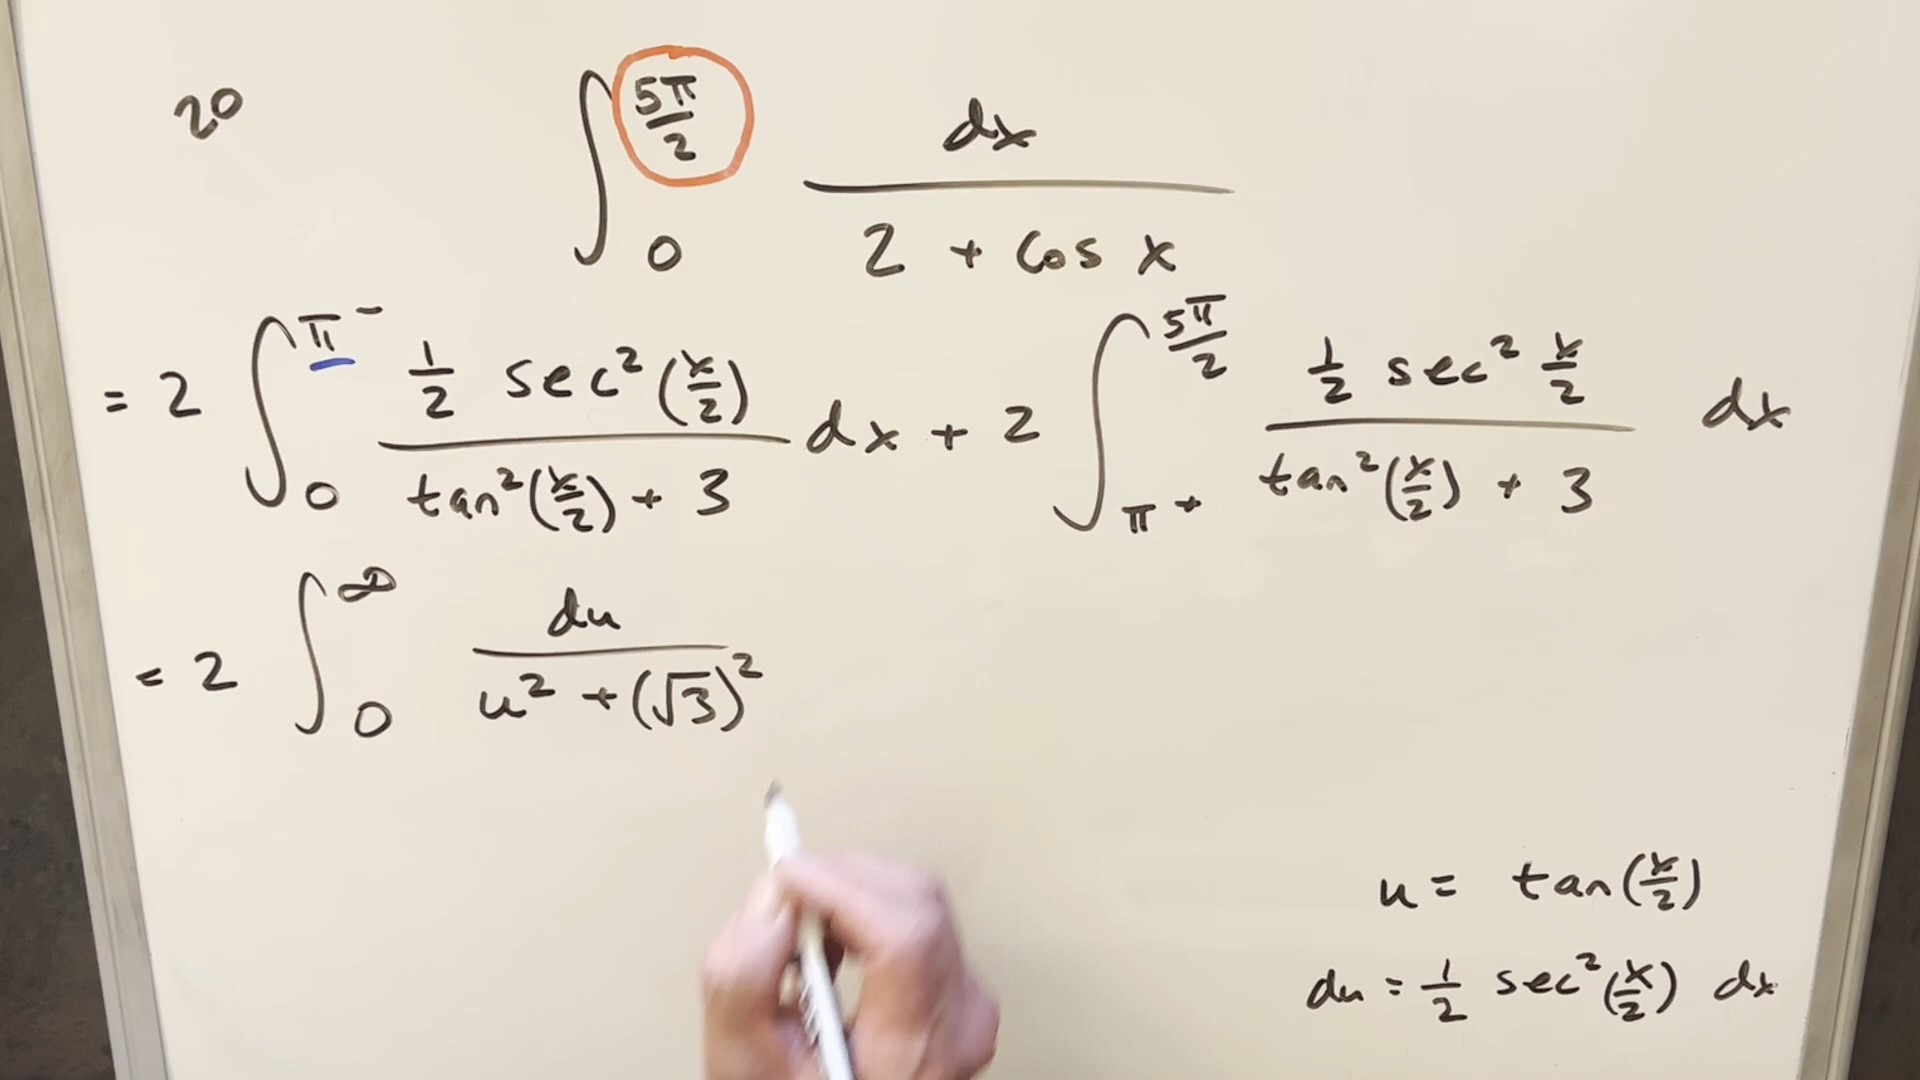 20 ∫₀^{5π/2} dx / (2 + cos x)
= 2 ∫₀^{π⁻} (1/2 sec²(x/2)) / (tan²(x/2) + 3) dx + 2 ∫_{π⁺}^{5π/2} (1/2 sec² x/2) / (tan²(x/2) + 3) dx
= 2 ∫₀^∞ du / (u² + (√3)²)
u = tan(x/2)
du = 1/2 sec²(x/2) dx